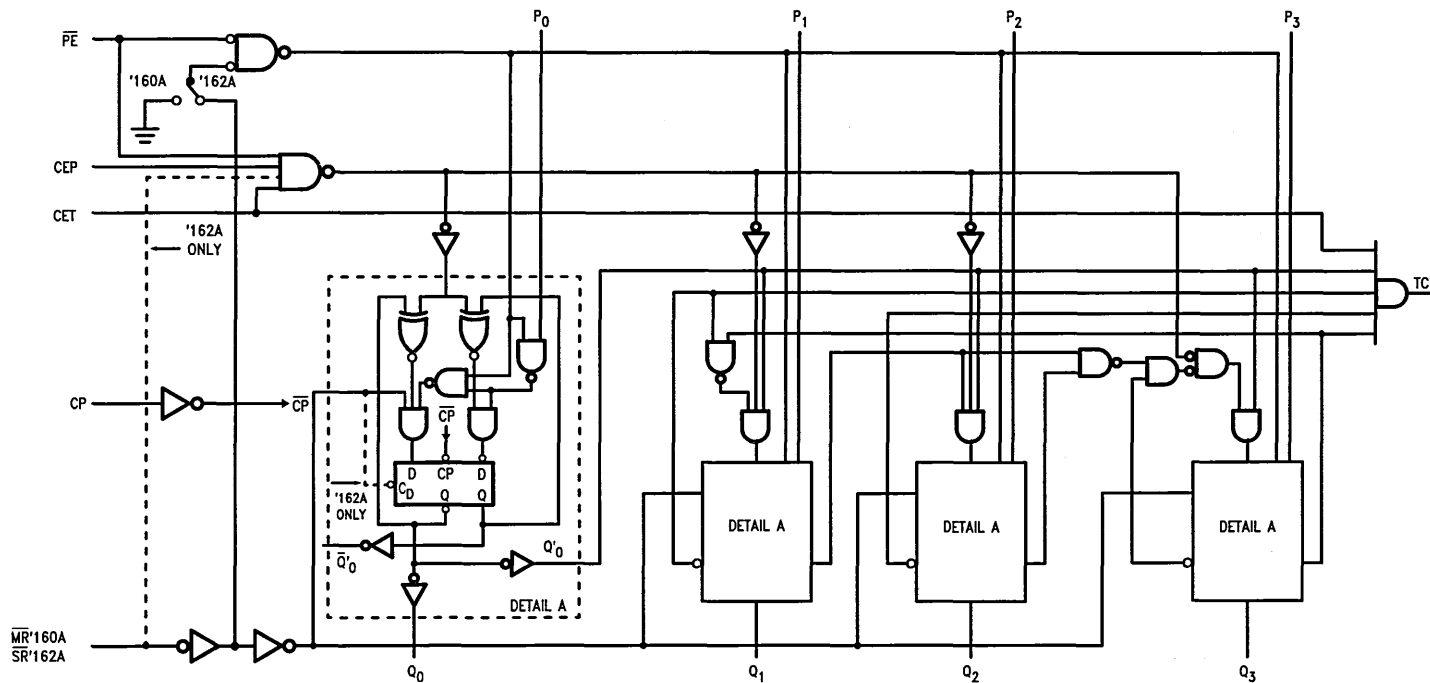 P0
P1
P2
P3
PE
'160A
'162A
CEP
CET
'162A
ONLY
TC
CP
CP
CP
D
CP
D
CD
Q
Q
'162A
ONLY
DETAIL A
DETAIL A
DETAIL A
Q'0
Q'0
DETAIL A
MR'160A
SR'162A
Q0
Q1
Q2
Q3